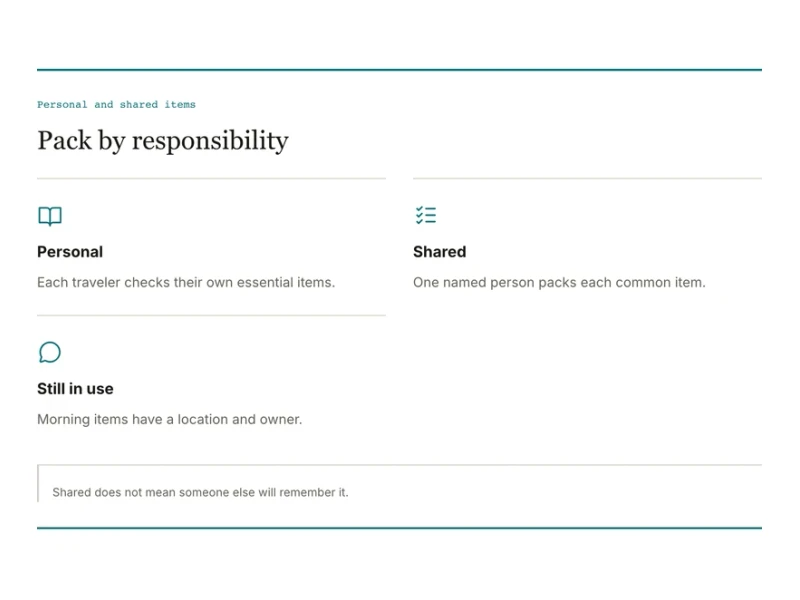 Personal and shared items
Pack by responsibility
Personal
Each traveler checks their own essential items.
Shared
One named person packs each common item.
Still in use
Morning items have a location and owner.
Shared does not mean someone else will remember it.